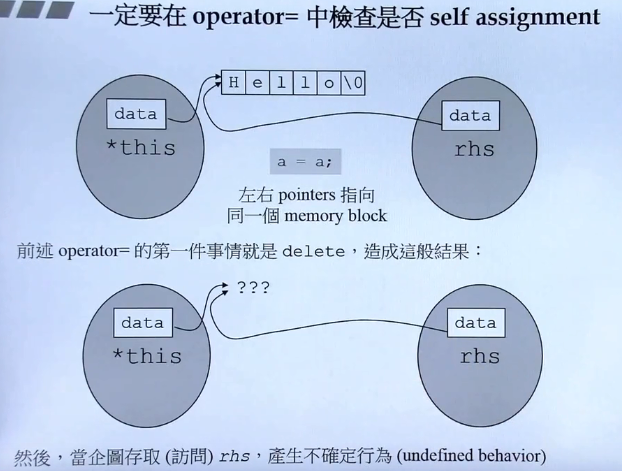 一定要在 operator= 中檢查是否 self assignment
H e l l o \0
data
data
*this
rhs
a = a;
左右 pointers 指向
同一個 memory block
前述 operator= 的第一件事情就是 delete，造成這般結果：
???
data
data
*this
rhs
然後，當企圖存取 (訪問) rhs，產生不確定行為 (undefined behavior)